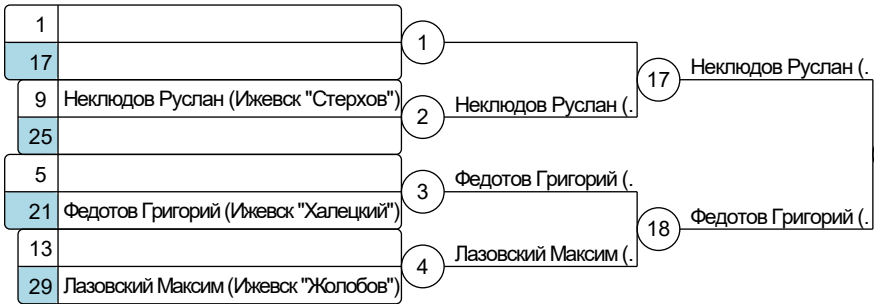 1
17
1
9 Неклюдов Руслан (Ижевск "Стерхов")
25
2
Неклюдов Руслан (.
17
Неклюдов Руслан (.
5
21 Федотов Григорий (Ижевск "Халецкий")
3
Федотов Григорий (.
13
29 Лазовский Максим (Ижевск "Жолобов")
4
Лазовский Максим (.
18
Федотов Григорий (.